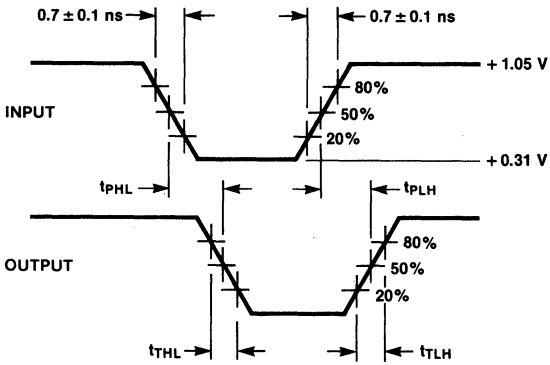 0.7 ± 0.1 ns
0.7 ± 0.1 ns
+ 1.05 V
80%
INPUT
50%
20%
+ 0.31 V
tPHL
tPLH
80%
OUTPUT
50%
20%
tTHL
tTLH